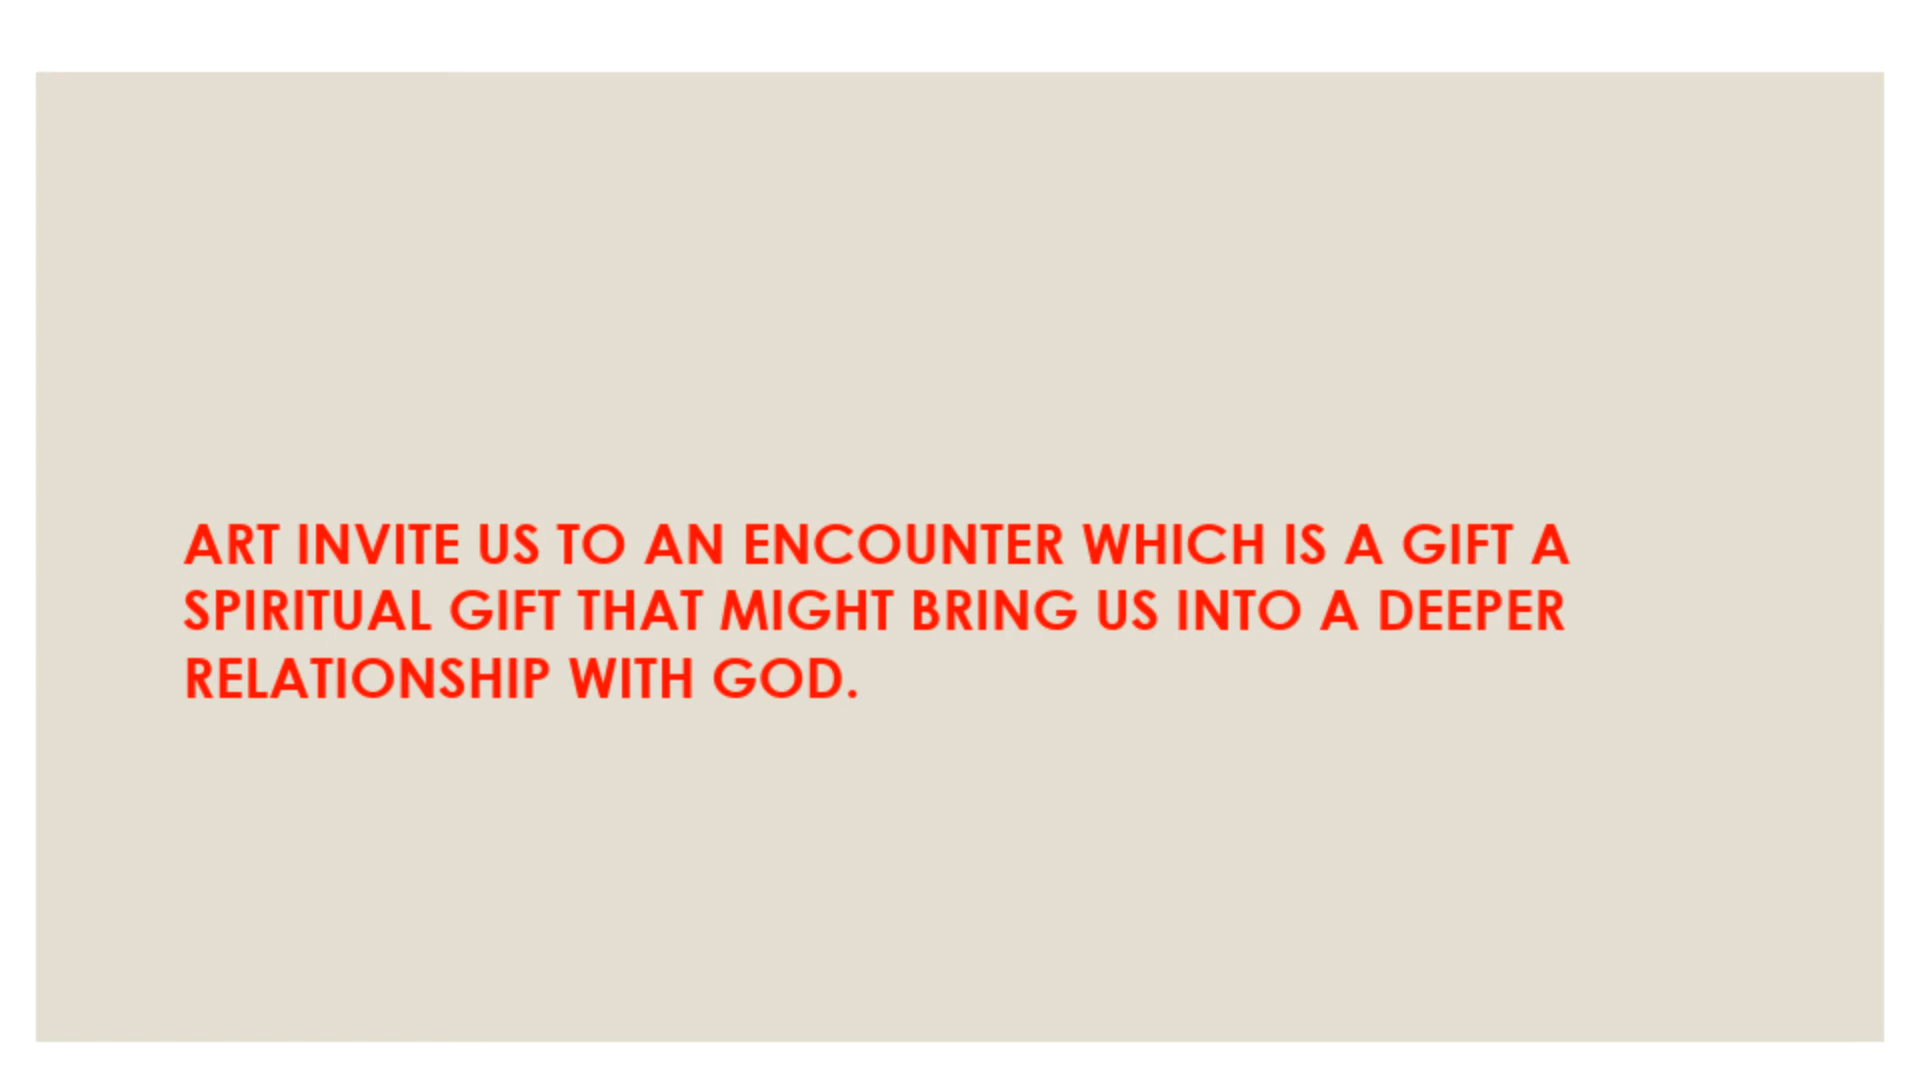 ART INVITE US TO AN ENCOUNTER WHICH IS A GIFT A
SPIRITUAL GIFT THAT MIGHT BRING US INTO A DEEPER
RELATIONSHIP WITH GOD.